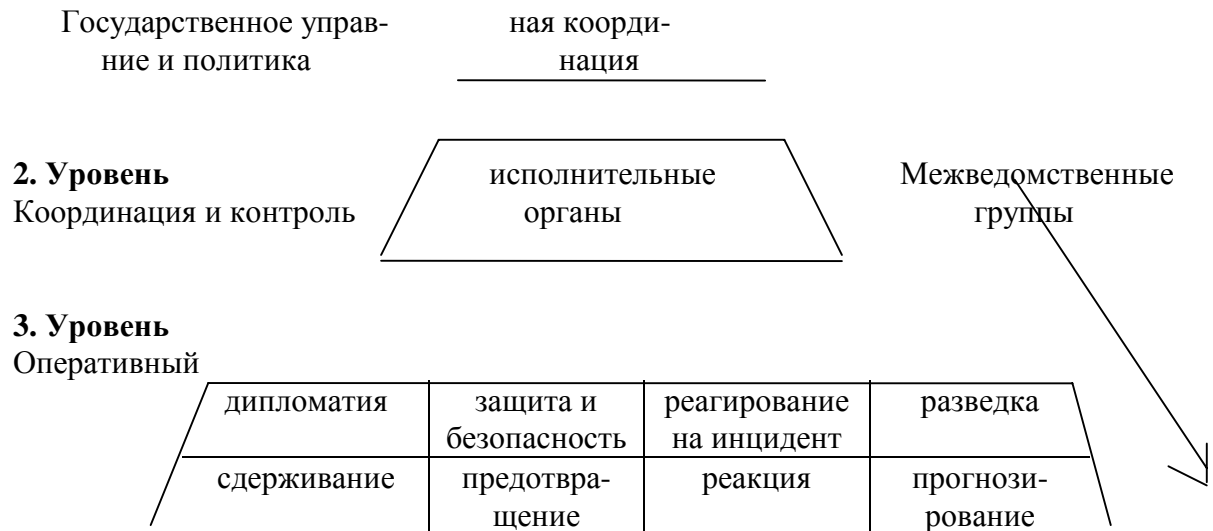 Государственное управ- ная коорди-
ние и политика нация
2. Уровень исполнительные Межведомственные
Координация и контроль органы группы
3. Уровень
Оперативный
дипломатия защита и реагирование разведка
безопасность на инцидент
сдерживание предотвра- реакция прогнози-
щение рование